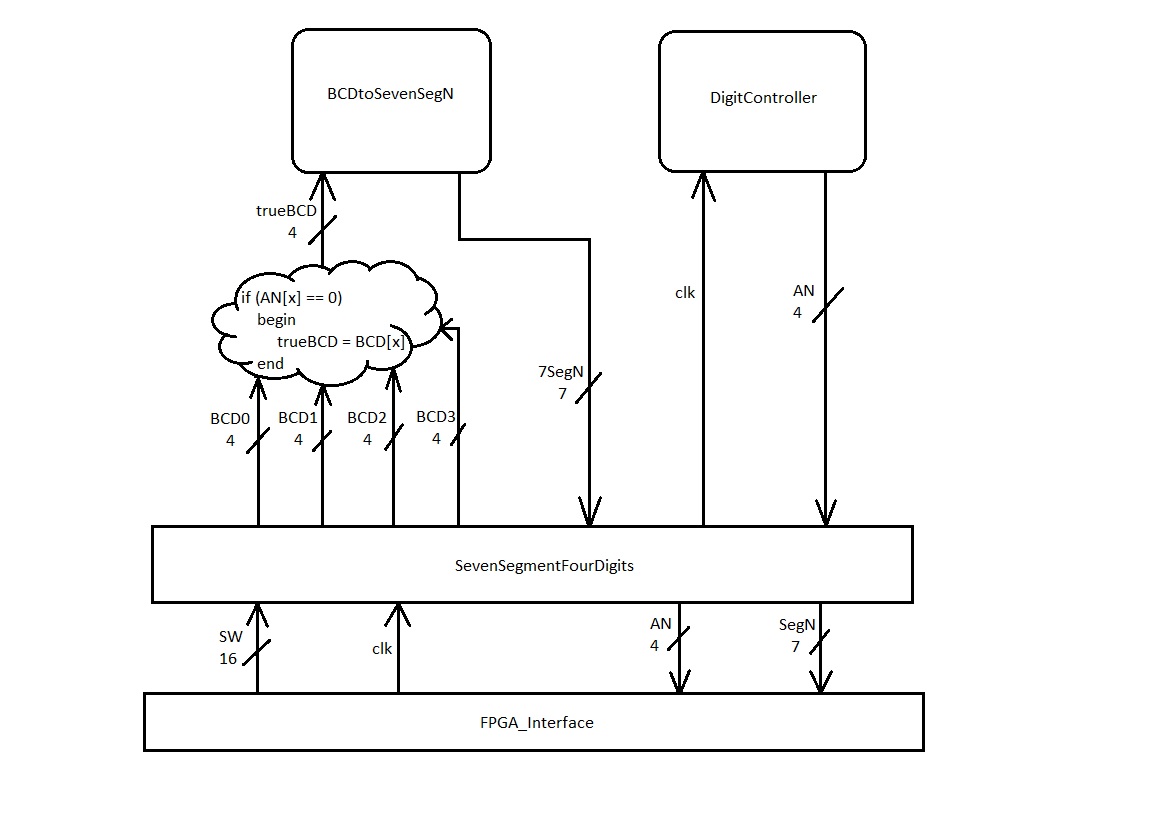 BCDtoSevenSegN
DigitController
trueBCD
4
if (AN[x] == 0)
begin
trueBCD = BCD[x]
end
clk
AN
4
7SegN
7
BCD0
4
BCD1
4
BCD2
4
BCD3
4
SevenSegmentFourDigits
SW
16
clk
AN
4
SegN
7
FPGA_Interface